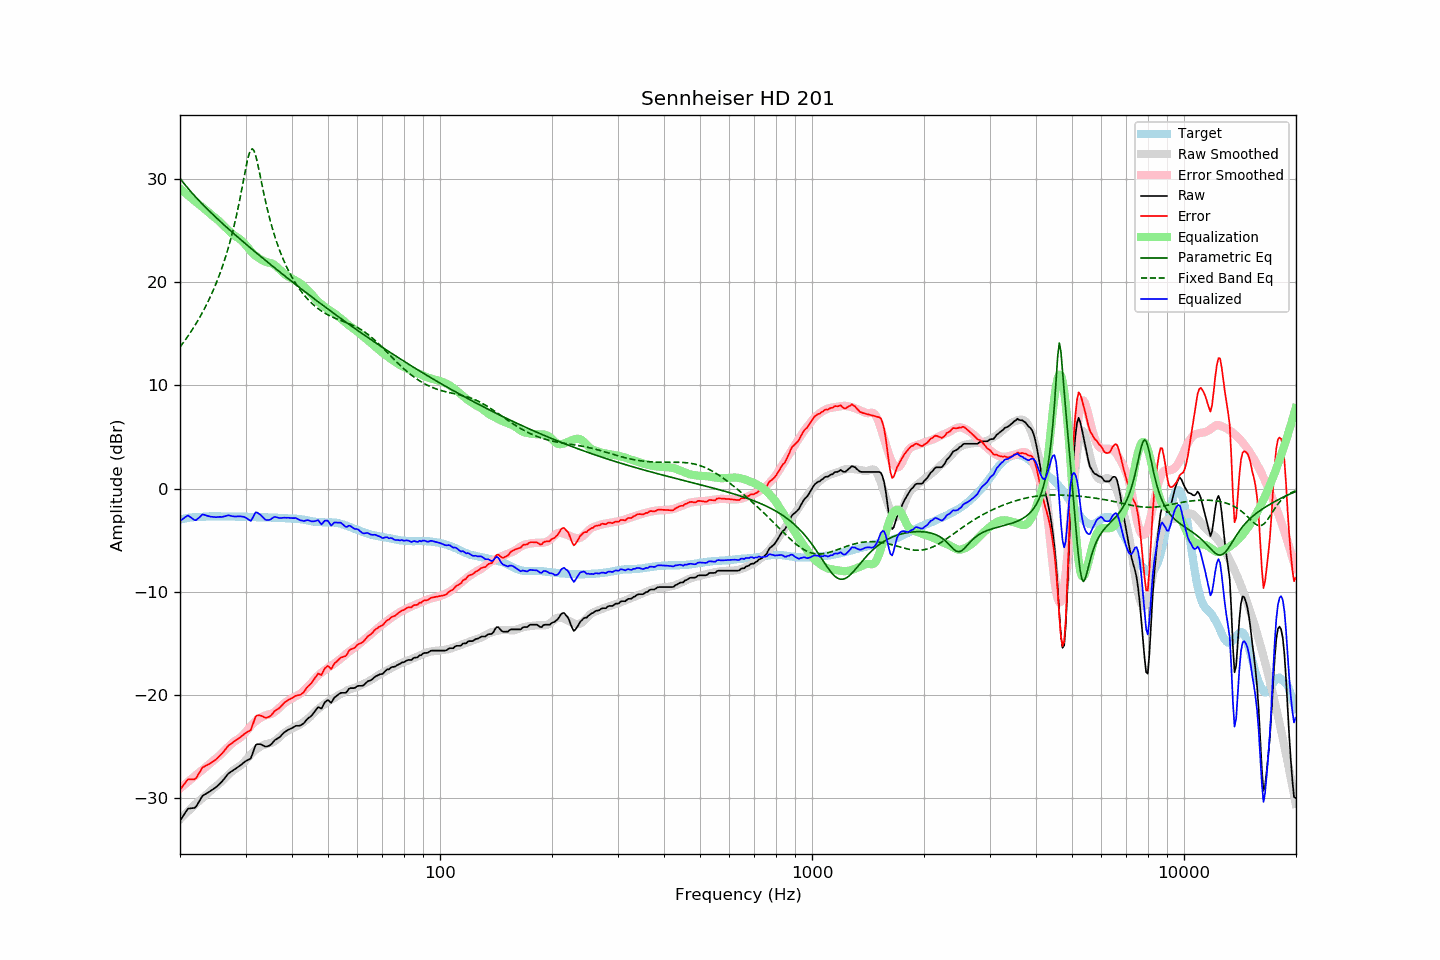 Sennheiser HD 201
Target
Raw Smoothed
Error Smoothed
Raw
Error
Equalization
Parametric Eq
Fixed Band Eq
Equalized
30
20
10
0
−10
−20
−30
Amplitude (dBr)
100
1000
10000
Frequency (Hz)